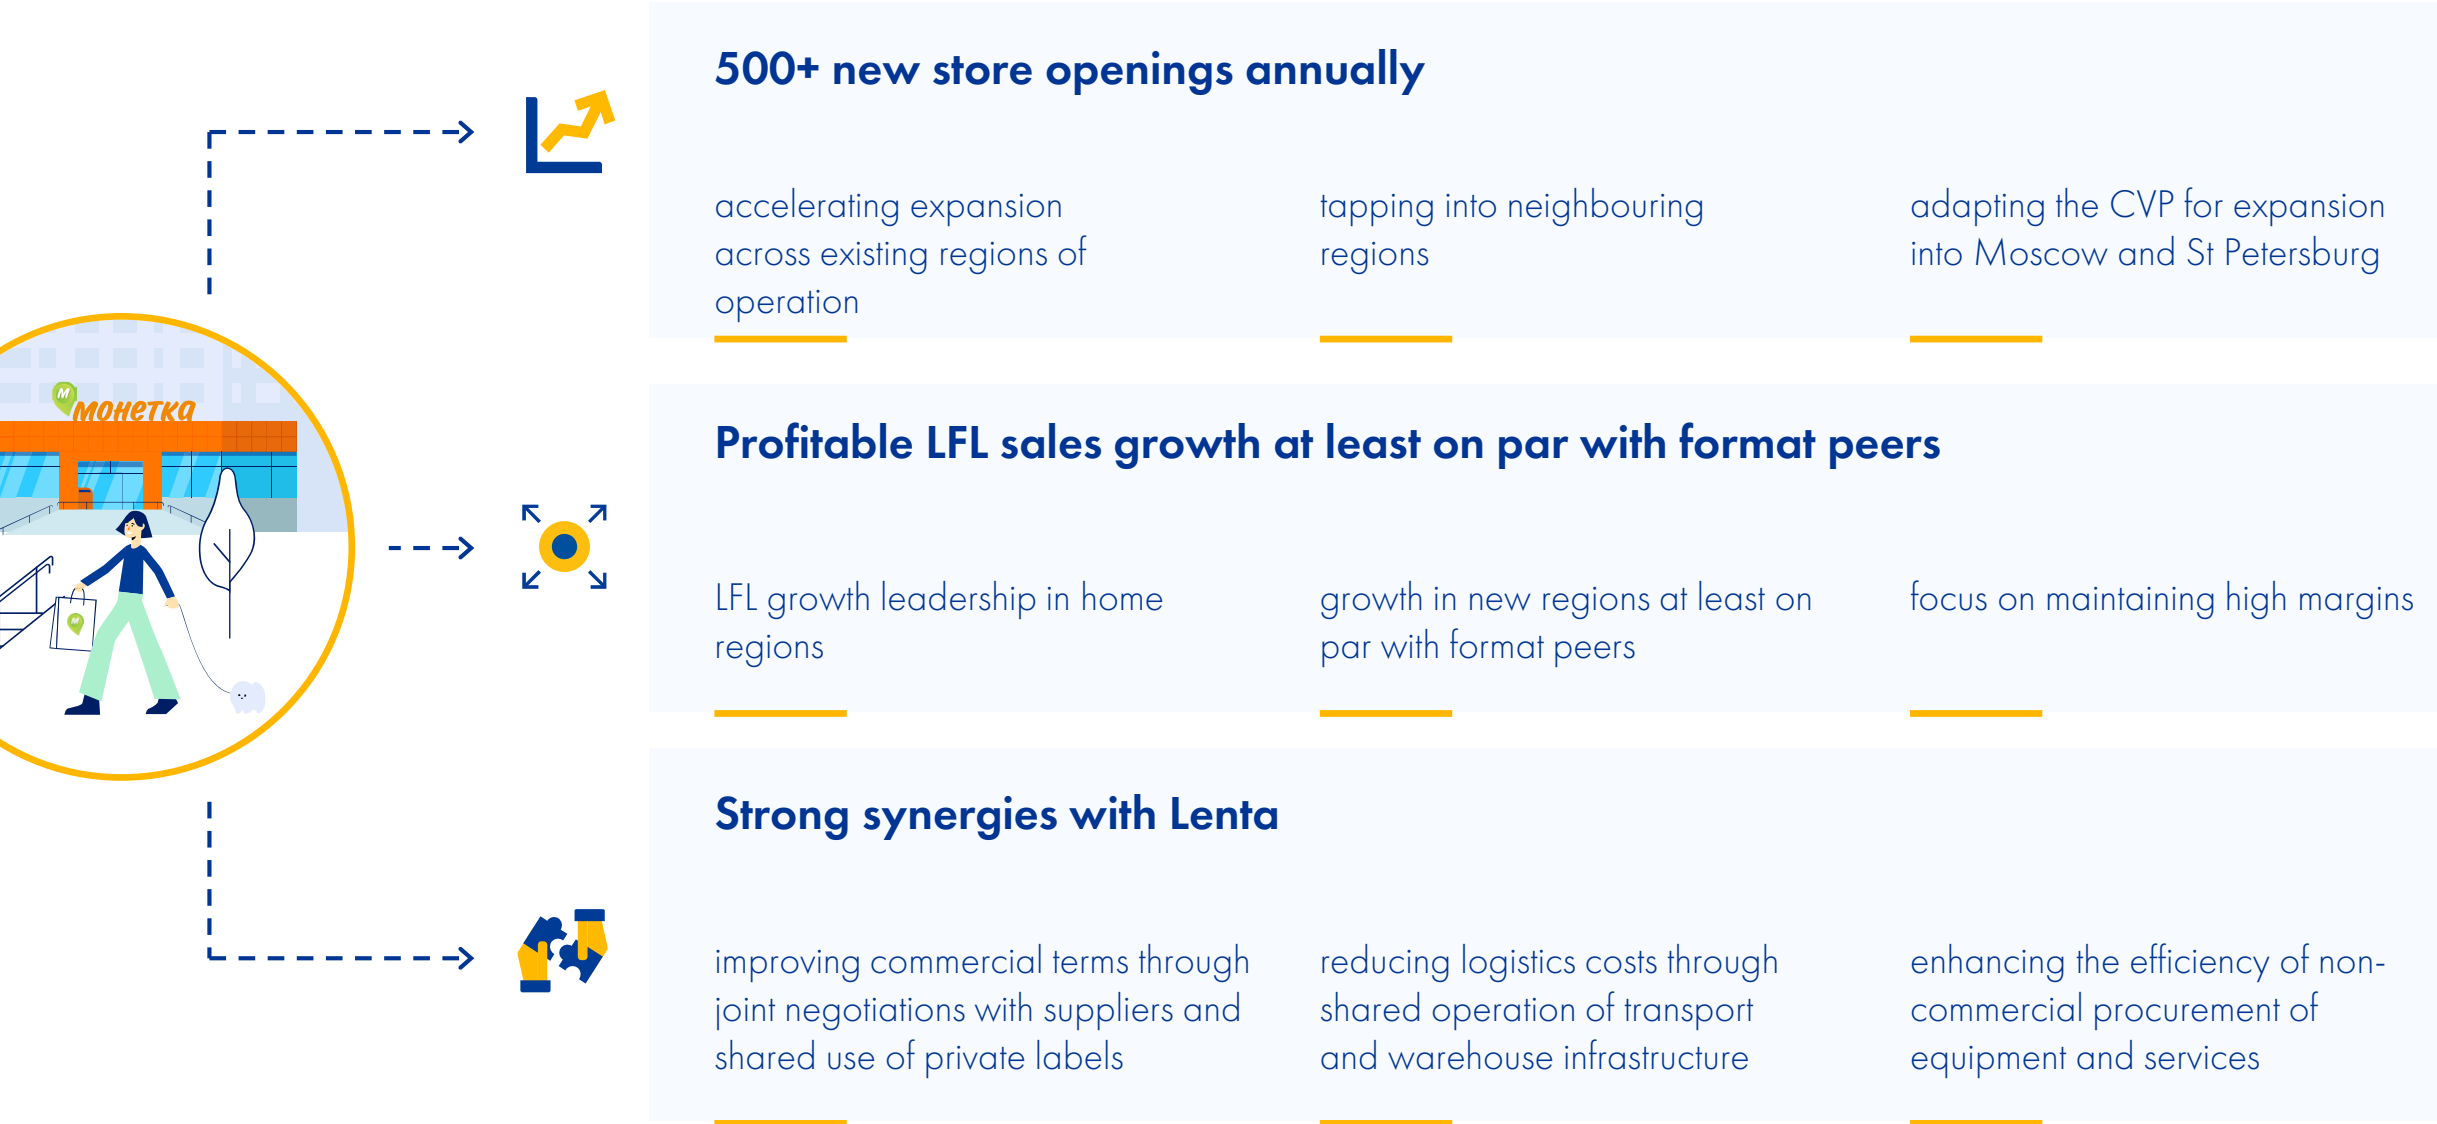 500+ new store openings annually
accelerating expansion
across existing regions of
operation
tapping into neighbouring
regions
adapting the CVP for expansion
into Moscow and St Petersburg
M
монетка
M
Profitable LFL sales growth at least on par with format peers
LFL growth leadership in home
regions
growth in new regions at least on
par with format peers
focus on maintaining high margins
Strong synergies with Lenta
improving commercial terms through
joint negotiations with suppliers and
shared use of private labels
reducing logistics costs through
shared operation of transport
and warehouse infrastructure
enhancing the efficiency of non-
commercial procurement of
equipment and services